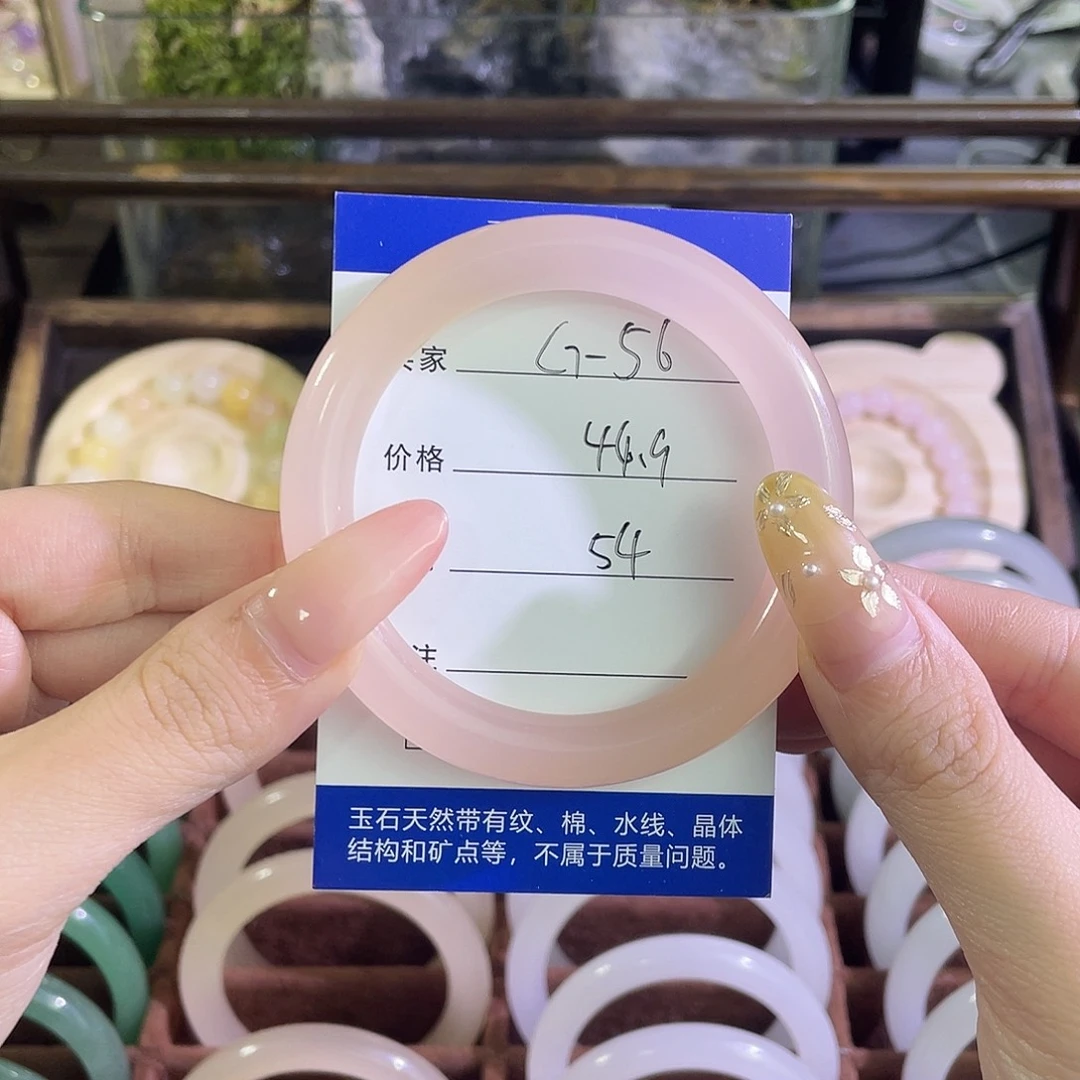 家 G-56
价格 44.9
54
注
玉石天然带有纹、棉、水线、晶体
结构和矿点等，不属于质量问题。